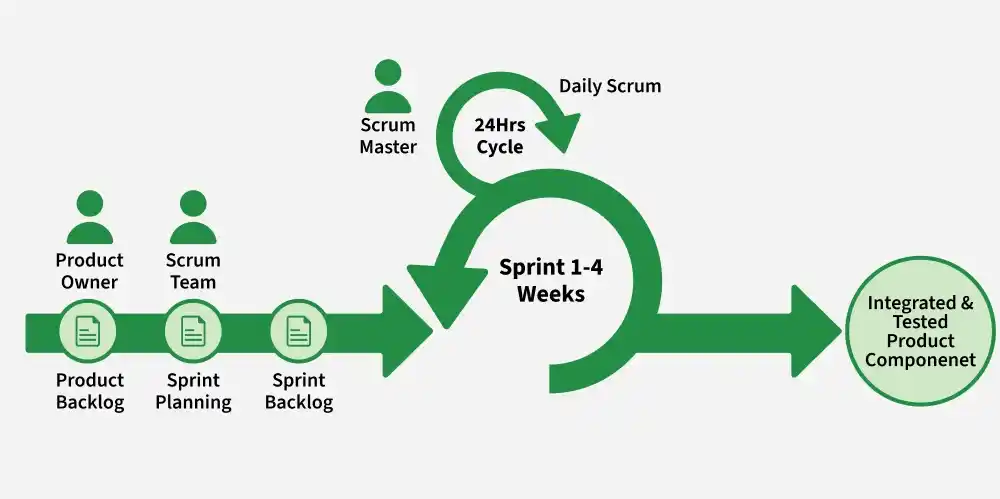 Daily Scrum
Scrum
Master
24Hrs
Cycle
Product
Owner
Scrum
Team
Sprint 1-4
Weeks
Product
Backlog
Sprint
Planning
Sprint
Backlog
Integrated &
Tested
Product
Componenet